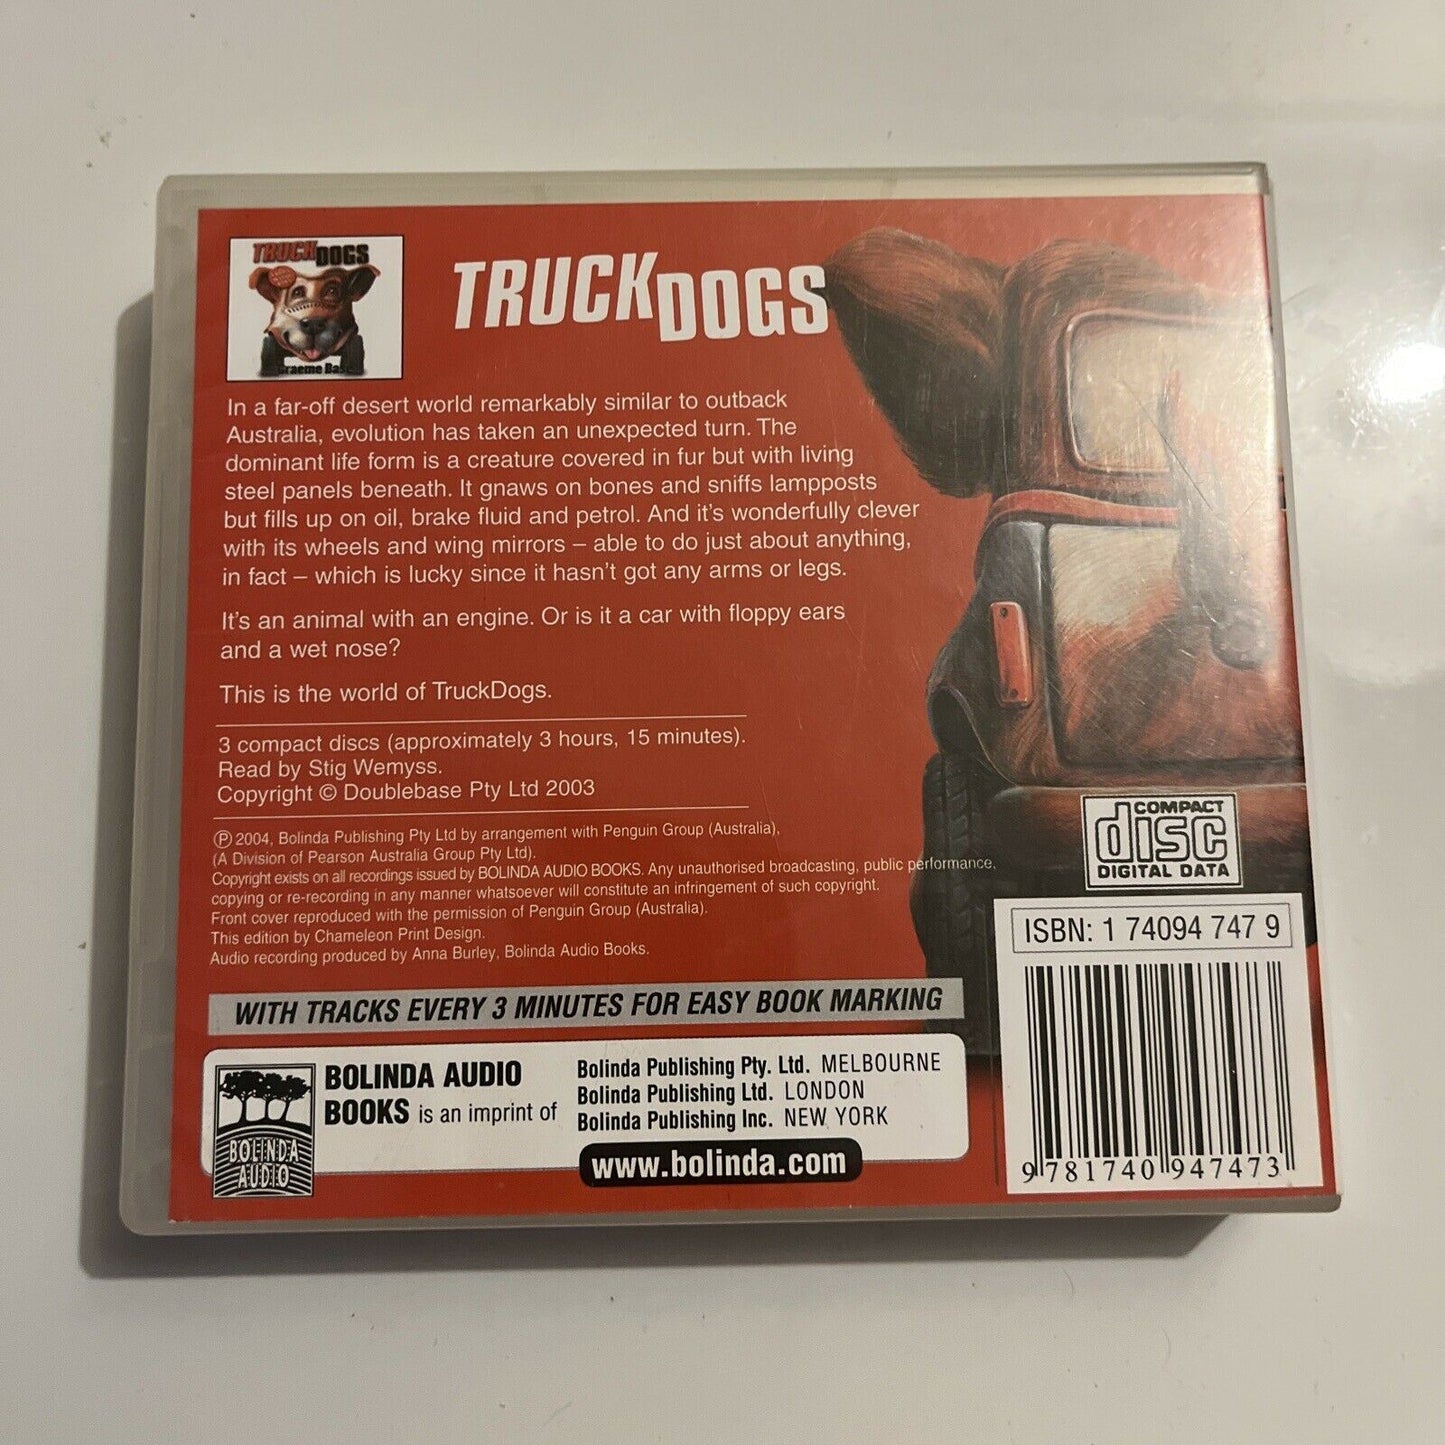 TRUCKDOGS
Graeme Base
TRUCKDOGS
In a far-off desert world remarkably similar to outback
Australia, evolution has taken an unexpected turn. The
dominant life form is a creature covered in fur but with living
steel panels beneath. It gnaws on bones and sniffs lampposts
but fills up on oil, brake fluid and petrol. And it's wonderfully clever
with its wheels and wing mirrors – able to do just about anything,
in fact – which is lucky since it hasn't got any arms or legs.
It's an animal with an engine. Or is it a car with floppy ears
and a wet nose?
This is the world of TruckDogs.
3 compact discs (approximately 3 hours, 15 minutes).
Read by Stig Wemyss.
Copyright © Doublebase Pty Ltd 2003
℗ 2004, Bolinda Publishing Pty Ltd by arrangement with Penguin Group (Australia),
(A Division of Pearson Australia Group Pty Ltd).
Copyright exists on all recordings issued by BOLINDA AUDIO BOOKS. Any unauthorised broadcasting, public performance,
copying or re-recording in any manner whatsoever will constitute an infringement of such copyright.
Front cover reproduced with the permission of Penguin Group (Australia).
This edition by Chameleon Print Design.
Audio recording produced by Anna Burley, Bolinda Audio Books.
COMPACT
disc
DIGITAL DATA
ISBN: 1 74094 747 9
9 781740 947473
WITH TRACKS EVERY 3 MINUTES FOR EASY BOOK MARKING
BOLINDA
AUDIO
BOLINDA AUDIO
BOOKS is an imprint of
Bolinda Publishing Pty. Ltd. MELBOURNE
Bolinda Publishing Ltd. LONDON
Bolinda Publishing Inc. NEW YORK
www.bolinda.com